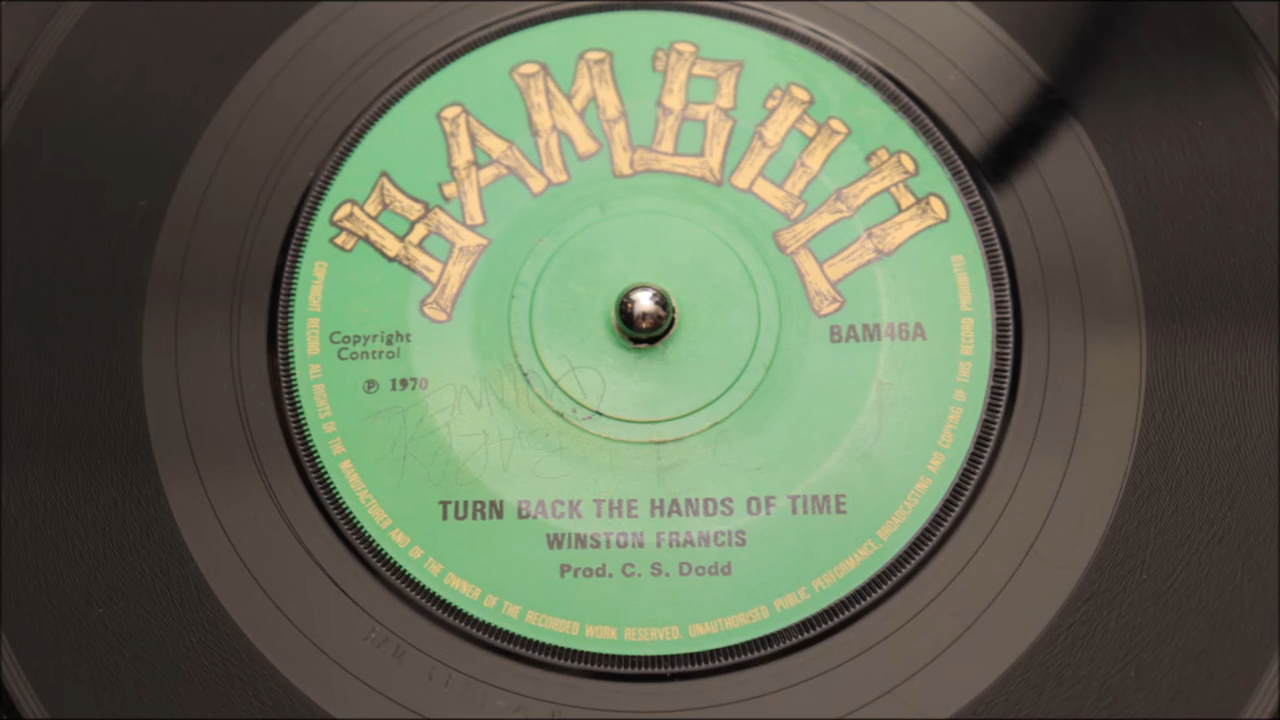 BAMBOO
Copyright
Control
℗ 1970
BAM46A
TURN BACK THE HANDS OF TIME
WINSTON FRANCIS
Prod. C. S. Dodd
COPYRIGHT RECORD. ALL RIGHTS OF THE MANUFACTURER AND OF THE OWNER OF THE RECORDED WORK RESERVED. UNAUTHORISED PUBLIC PERFORMANCE, BROADCASTING AND COPYING OF THIS RECORD PROHIBITED
BAM